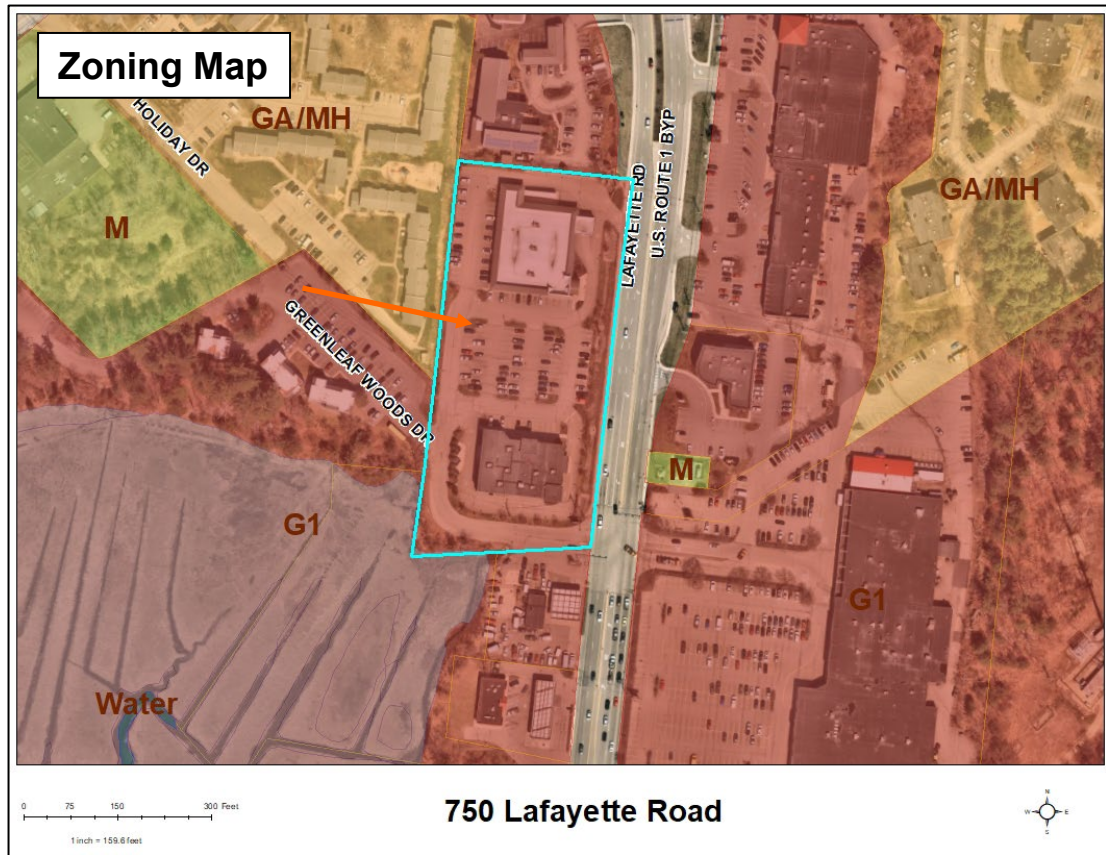 Zoning Map
HOLIDAY DR
GA/MH
M
GREENLEAF WOODS DR
LAFAYETTE RD
U.S. ROUTE 1 BYP
GA/MH
M
G1
G1
Water
0 75 150 300 Feet
1 inch = 159.6 feet
750 Lafayette Road
N
W E
S